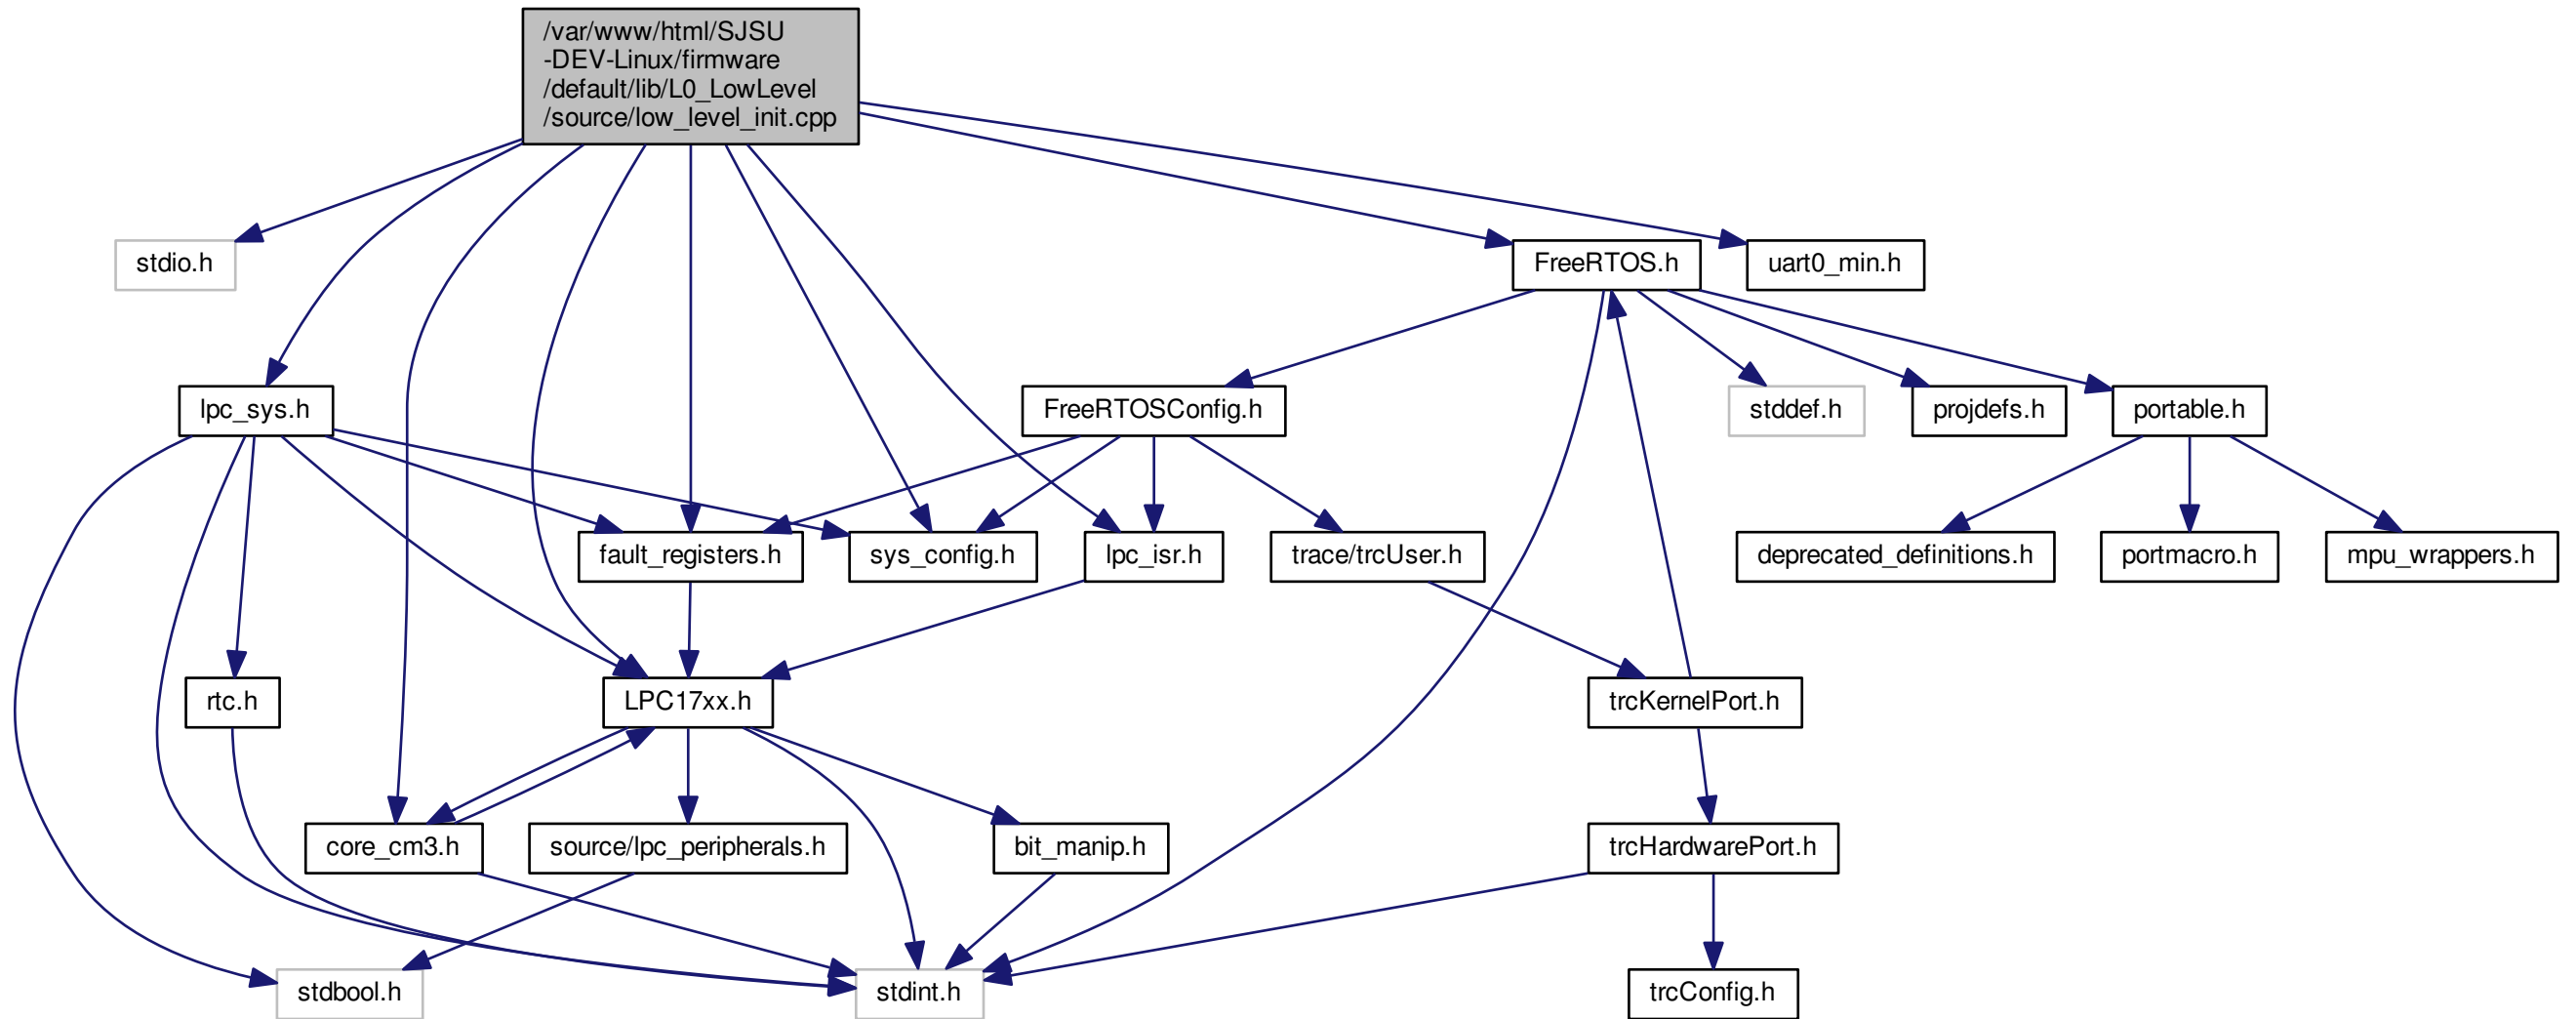 /var/www/html/SJSU
-DEV-Linux/firmware
/default/lib/L0_LowLevel
/source/low_level_init.cpp
stdio.h
FreeRTOS.h
uart0_min.h
lpc_sys.h
FreeRTOSConfig.h
stddef.h
projdefs.h
portable.h
fault_registers.h
sys_config.h
lpc_isr.h
trace/trcUser.h
deprecated_definitions.h
portmacro.h
mpu_wrappers.h
rtc.h
LPC17xx.h
trcKernelPort.h
core_cm3.h
source/lpc_peripherals.h
bit_manip.h
trcHardwarePort.h
stdbool.h
stdint.h
trcConfig.h